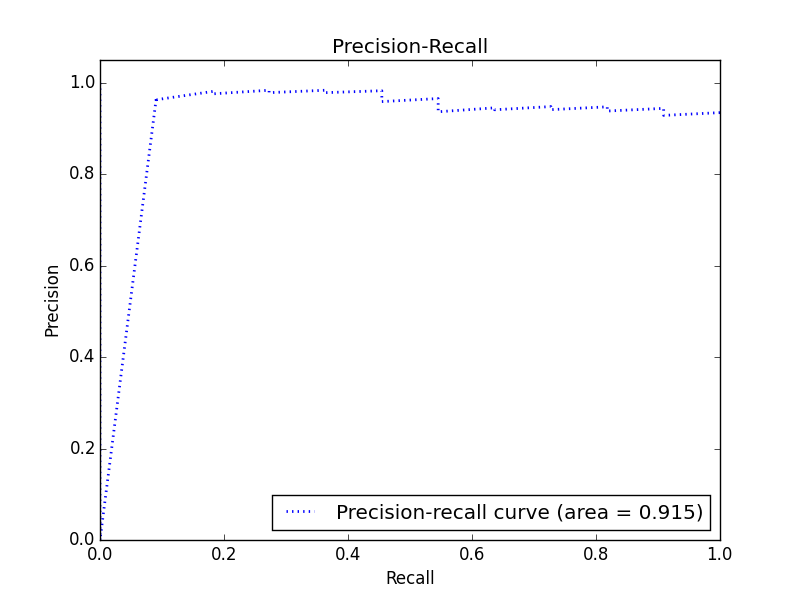 Precision-Recall
1.0
0.8
0.6
0.4
0.2
0.0
Precision
0.0 0.2 0.4 0.6 0.8 1.0
Recall
Precision-recall curve (area = 0.915)